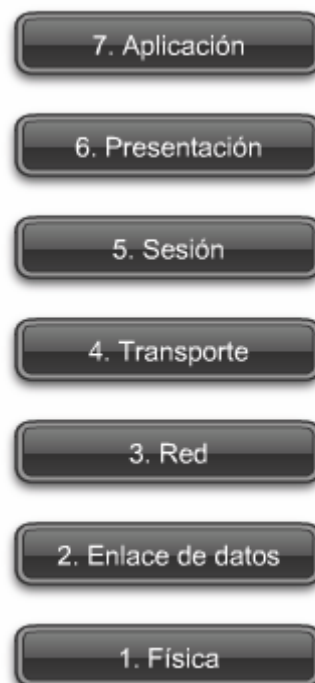 7. Aplicación
6. Presentación
5. Sesión
4. Transporte
3. Red
2. Enlace de datos
1. Física